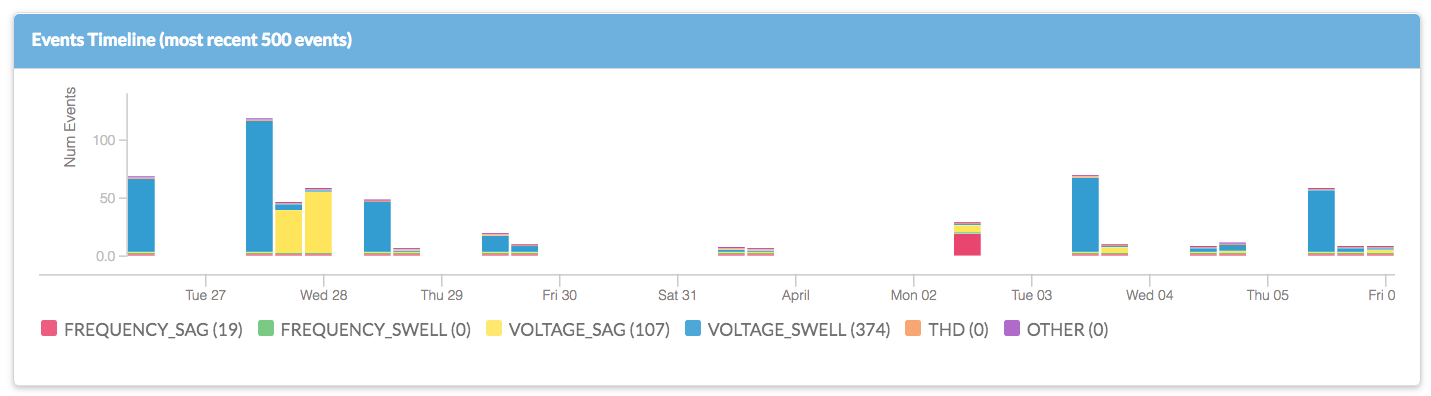 Events Timeline (most recent 500 events)
Num Events
100
50
0.0
Tue 27 Wed 28 Thu 29 Fri 30 Sat 31 April Mon 02 Tue 03 Wed 04 Thu 05 Fri 0
FREQUENCY_SAG (19) FREQUENCY_SWELL (0) VOLTAGE_SAG (107) VOLTAGE_SWELL (374) THD (0) OTHER (0)